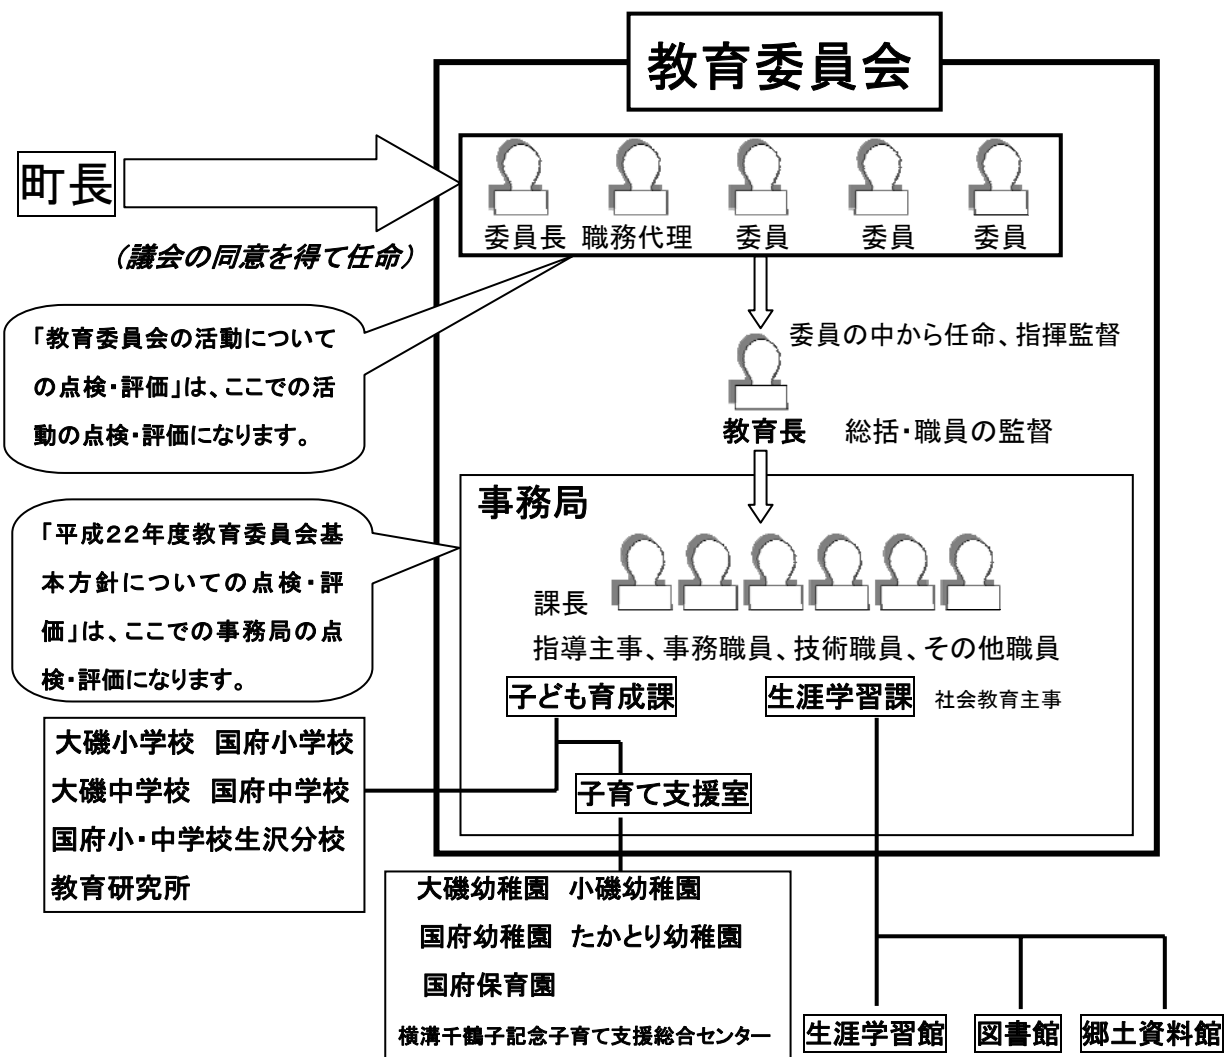 教育委員会
町長
(議会の同意を得て任命)
委員長 職務代理 委員 委員 委員
「教育委員会の活動について
の点検・評価」は、ここでの活
動の点検・評価になります。
委員の中から任命、指揮監督
教育長 総括・職員の監督
事務局
「平成22年度教育委員会基
本方針についての点検・評
価」は、ここでの事務局の点
検・評価になります。
課長
指導主事、事務職員、技術職員、その他職員
子ども育成課 生涯学習課 社会教育主事
大磯小学校 国府小学校
大磯中学校 国府中学校
国府小・中学校生沢分校
教育研究所
子育て支援室
大磯幼稚園 小磯幼稚園
国府幼稚園 たかとり幼稚園
国府保育園
横溝千鶴子記念子育て支援総合センター
生涯学習館 図書館 郷土資料館